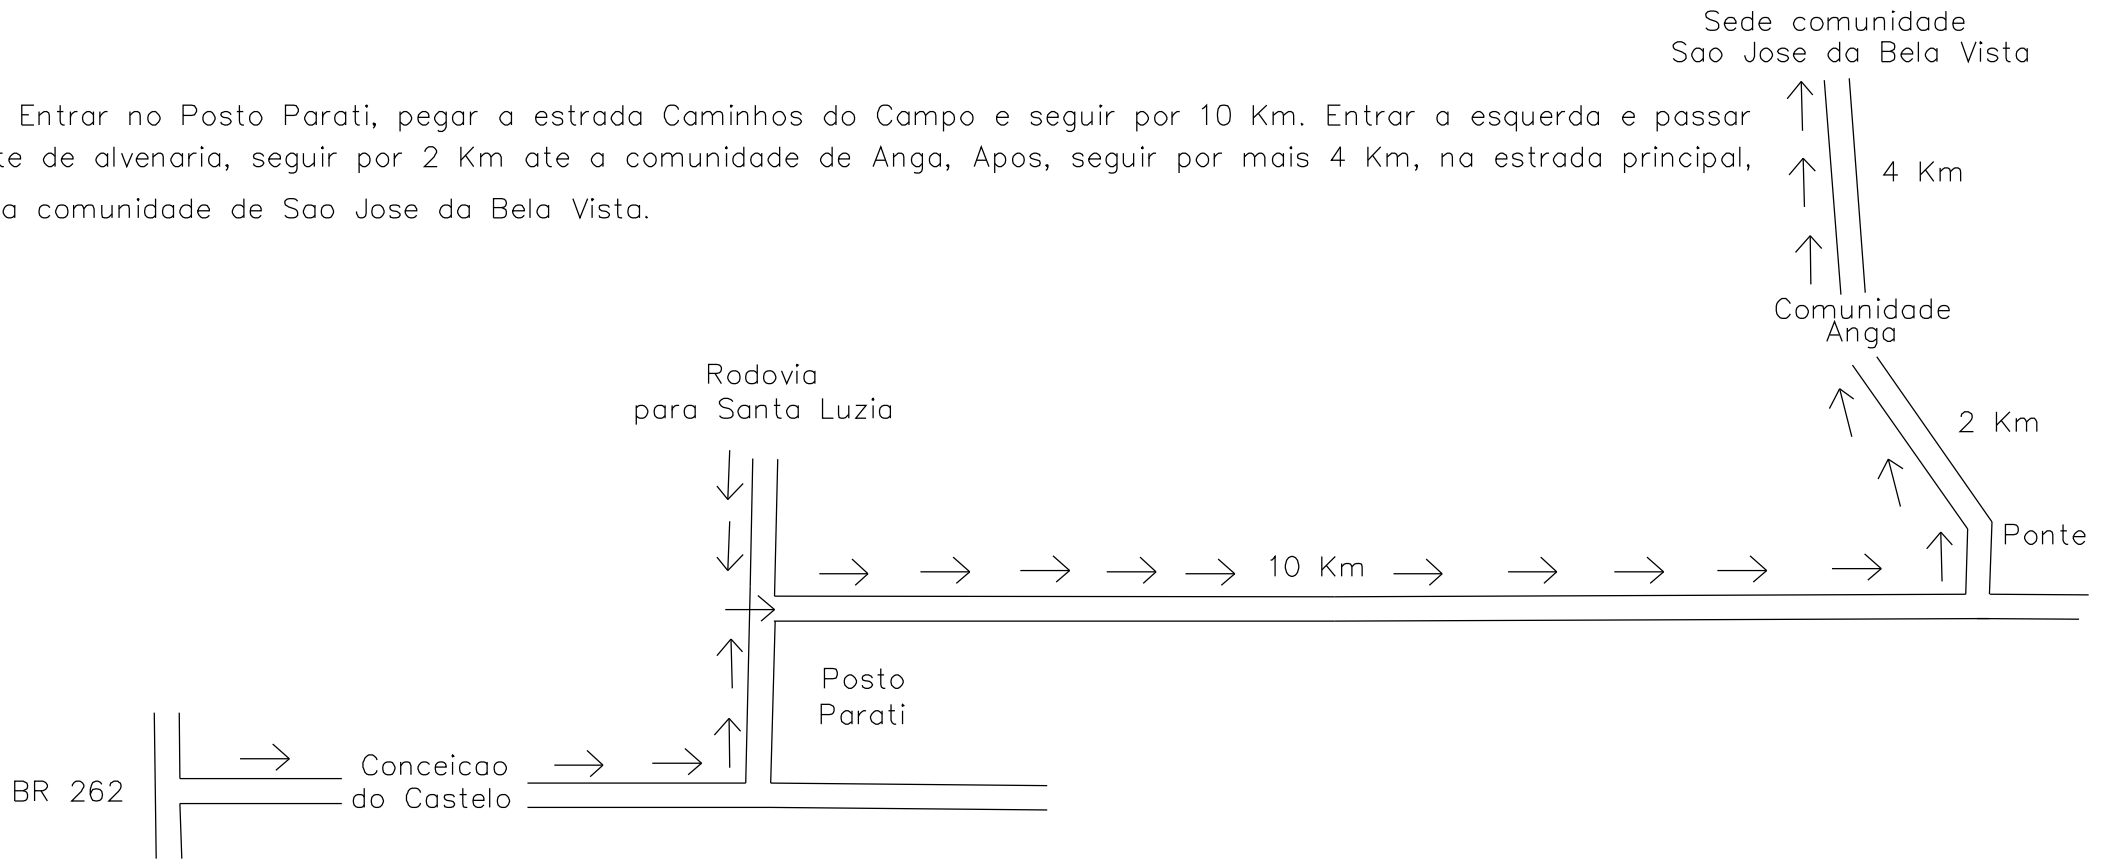 Sede comunidade
Sao Jose da Bela Vista
Entrar no Posto Parati, pegar a estrada Caminhos do Campo e seguir por 10 Km. Entrar a esquerda e passar
te de alvenaria, seguir por 2 Km ate a comunidade de Anga, Apos, seguir por mais 4 Km, na estrada principal,
a comunidade de Sao Jose da Bela Vista.
4 Km
Comunidade
Anga
Rodovia
para Santa Luzia
2 Km
Ponte
10 Km
Posto
Parati
Conceicao
do Castelo
BR 262